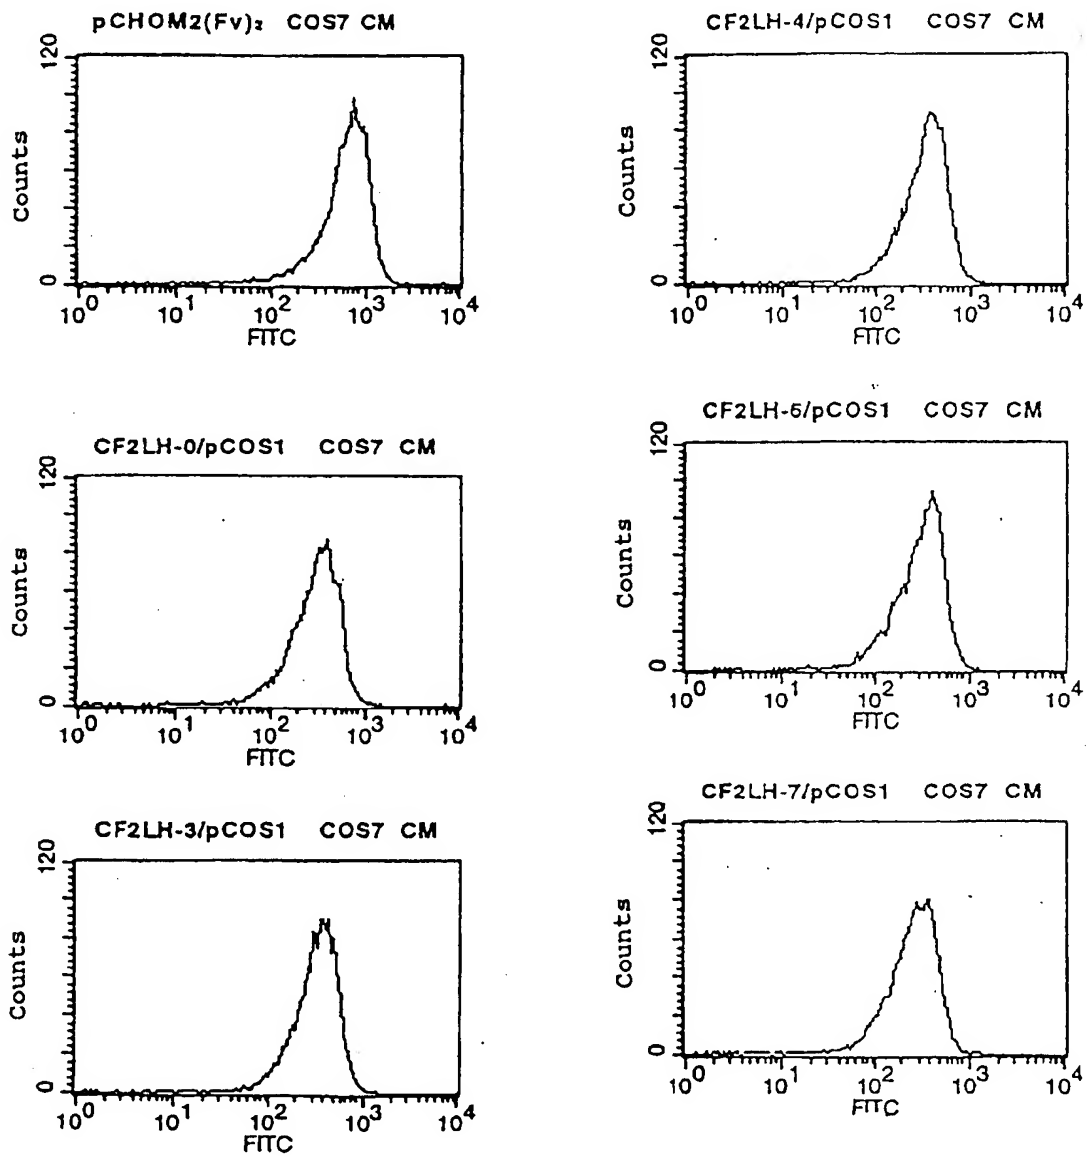 pCHOM2(Fv)₂ COS7 CM
120
Counts
0
10⁰ 10¹ 10² 10³ 10⁴
FITC
CF2LH-0/pCOS1 COS7 CM
120
Counts
0
10⁰ 10¹ 10² 10³ 10⁴
FITC
CF2LH-3/pCOS1 COS7 CM
120
Counts
0
10⁰ 10¹ 10² 10³ 10⁴
FITC
CF2LH-4/pCOS1 COS7 CM
120
Counts
0
10⁰ 10¹ 10² 10³ 10⁴
FITC
CF2LH-6/pCOS1 COS7 CM
120
Counts
0
10⁰ 10¹ 10² 10³ 10⁴
FITC
CF2LH-7/pCOS1 COS7 CM
120
Counts
0
10⁰ 10¹ 10² 10³ 10⁴
FITC